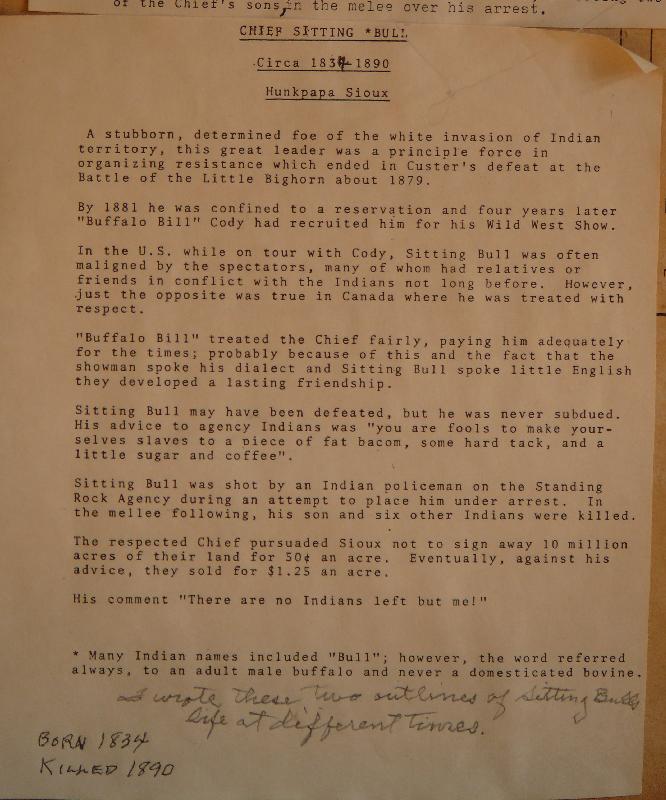 of the Chief's sons, in the melee over his arrest.
CHIEF SITTING *BULL
Circa 1834-1890
Hunkpapa Sioux
A stubborn, determined foe of the white invasion of Indian
territory, this great leader was a principle force in
organizing resistance which ended in Custer's defeat at the
Battle of the Little Bighorn about 1879.
By 1881 he was confined to a reservation and four years later
"Buffalo Bill" Cody had recruited him for his Wild West Show.
In the U.S. while on tour with Cody, Sitting Bull was often
maligned by the spectators, many of whom had relatives or
friends in conflict with the Indians not long before.  However,
just the opposite was true in Canada where he was treated with
respect.
"Buffalo Bill" treated the Chief fairly, paying him adequately
for the times; probably because of this and the fact that the
showman spoke his dialect and Sitting Bull spoke little English
they developed a lasting friendship.
Sitting Bull may have been defeated, but he was never subdued.
His advice to agency Indians was "you are fools to make your-
selves slaves to a piece of fat bacom, some hard tack, and a
little sugar and coffee".
Sitting Bull was shot by an Indian policeman on the Standing
Rock Agency during an attempt to place him under arrest.  In
the mellee following, his son and six other Indians were killed.
The respected Chief pursuaded Sioux not to sign away 10 million
acres of their land for 50¢ an acre.  Eventually, against his
advice, they sold for $1.25 an acre.
His comment "There are no Indians left but me!"
* Many Indian names included "Bull"; however, the word referred
always, to an adult male buffalo and never a domesticated bovine.
I wrote these two outlines of Sitting Bulls
life at different times.
BORN 1834
KILLED 1890